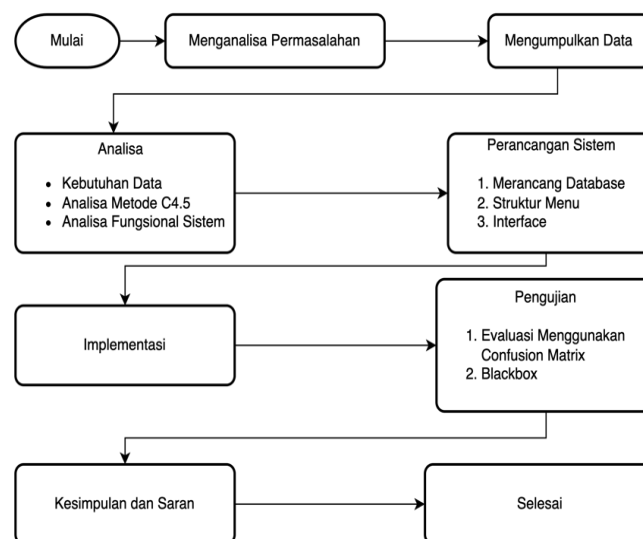 Mulai
Menganalisa Permasalahan
Mengumpulkan Data
Analisa
• Kebutuhan Data
• Analisa Metode C4.5
• Analisa Fungsional Sistem
Perancangan Sistem
1. Merancang Database
2. Struktur Menu
3. Interface
Implementasi
Pengujian
1. Evaluasi Menggunakan
Confusion Matrix
2. Blackbox
Kesimpulan dan Saran
Selesai